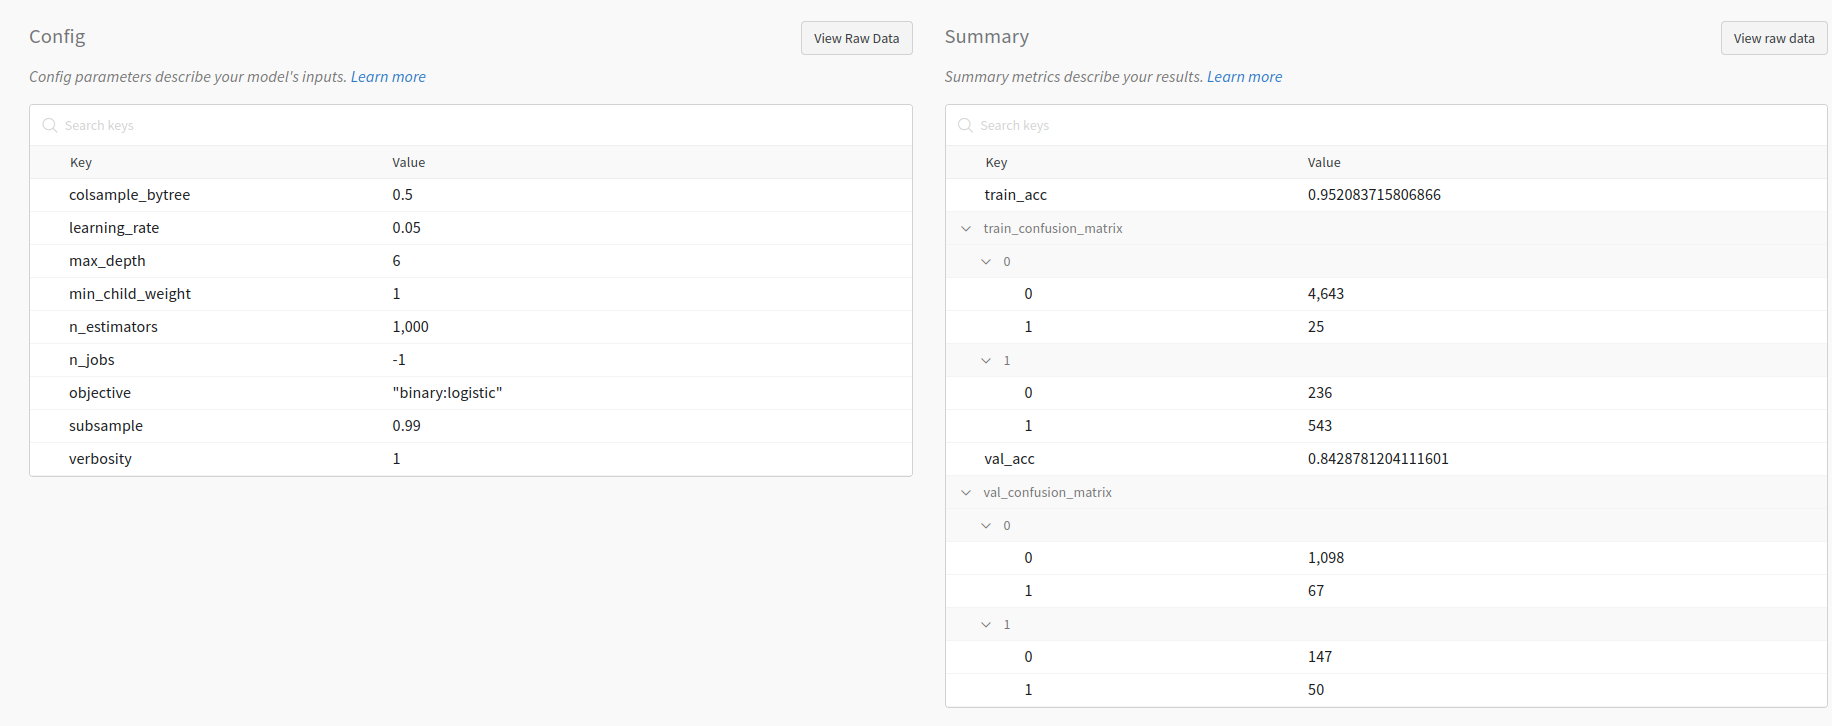 Config
View Raw Data
Config parameters describe your model's inputs. Learn more
Search keys
Key Value
colsample_bytree 0.5
learning_rate 0.05
max_depth 6
min_child_weight 1
n_estimators 1,000
n_jobs -1
objective "binary:logistic"
subsample 0.99
verbosity 1
Summary
View raw data
Summary metrics describe your results. Learn more
Search keys
Key Value
train_acc 0.952083715806866
train_confusion_matrix
0
0 4,643
1 25
1
0 236
1 543
val_acc 0.8428781204111601
val_confusion_matrix
0
0 1,098
1 67
1
0 147
1 50